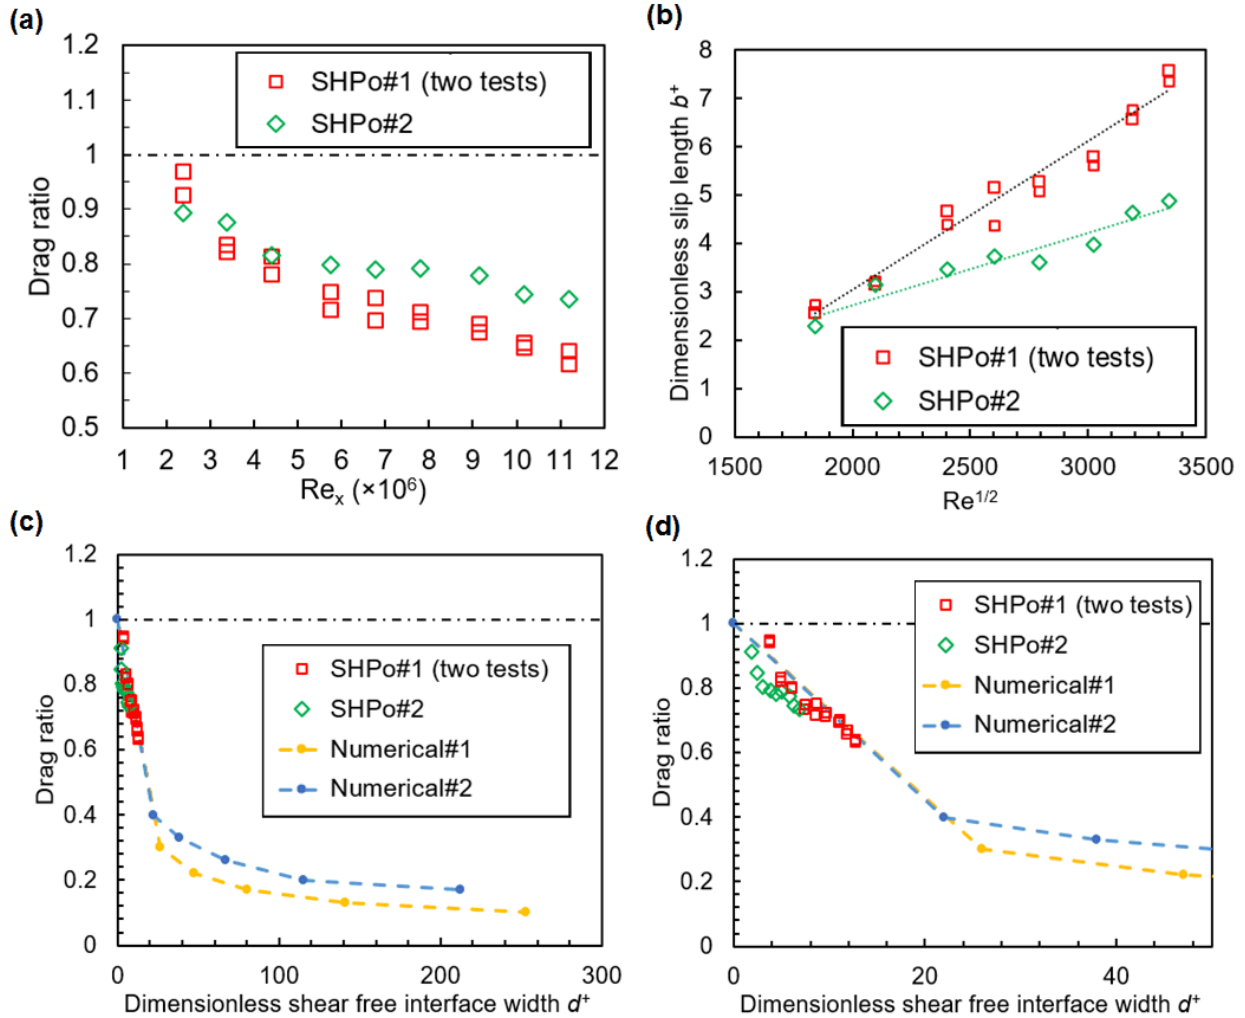 (a)
1.2
1.1
1
0.9
0.8
0.7
0.6
0.5
Drag ratio
SHPo#1 (two tests)
SHPo#2
1 2 3 4 5 6 7 8 9 10 11 12
Reₓ (×10⁶)
(b)
8
7
6
5
4
3
2
1
0
Dimensionless slip length b⁺
SHPo#1 (two tests)
SHPo#2
1500 2000 2500 3000 3500
Re¹ᐟ²
(c)
1.2
1
0.8
0.6
0.4
0.2
0
Drag ratio
SHPo#1 (two tests)
SHPo#2
Numerical#1
Numerical#2
0 100 200 300
Dimensionless shear free interface width d⁺
(d)
1.2
1
0.8
0.6
0.4
0.2
0
Drag ratio
SHPo#1 (two tests)
SHPo#2
Numerical#1
Numerical#2
0 20 40
Dimensionless shear free interface width d⁺